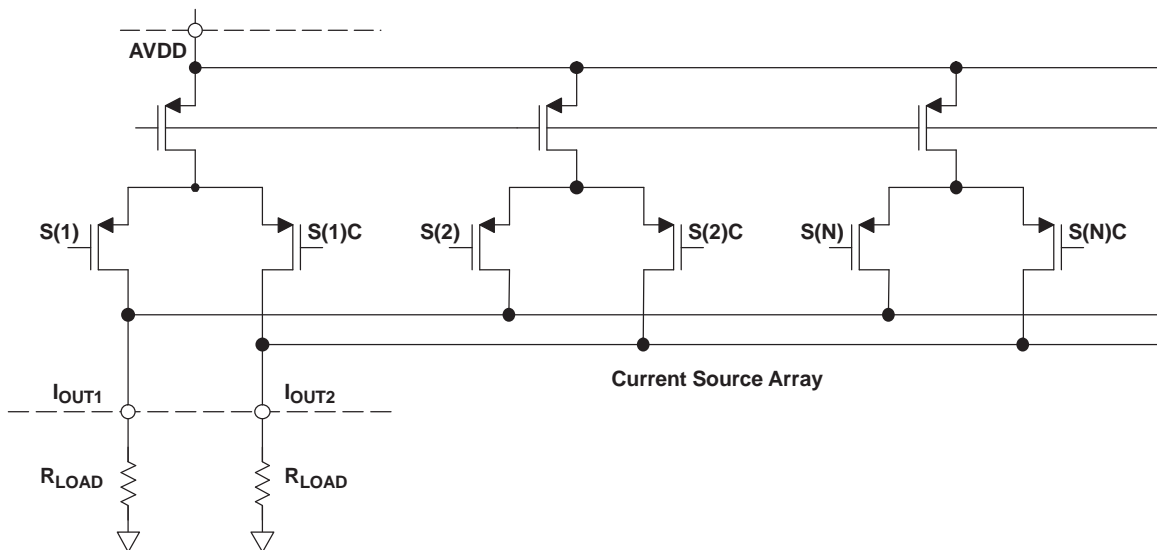 AVDD
S(1) S(1)C S(2) S(2)C S(N) S(N)C
Current Source Array
IOUT1 IOUT2
RLOAD RLOAD